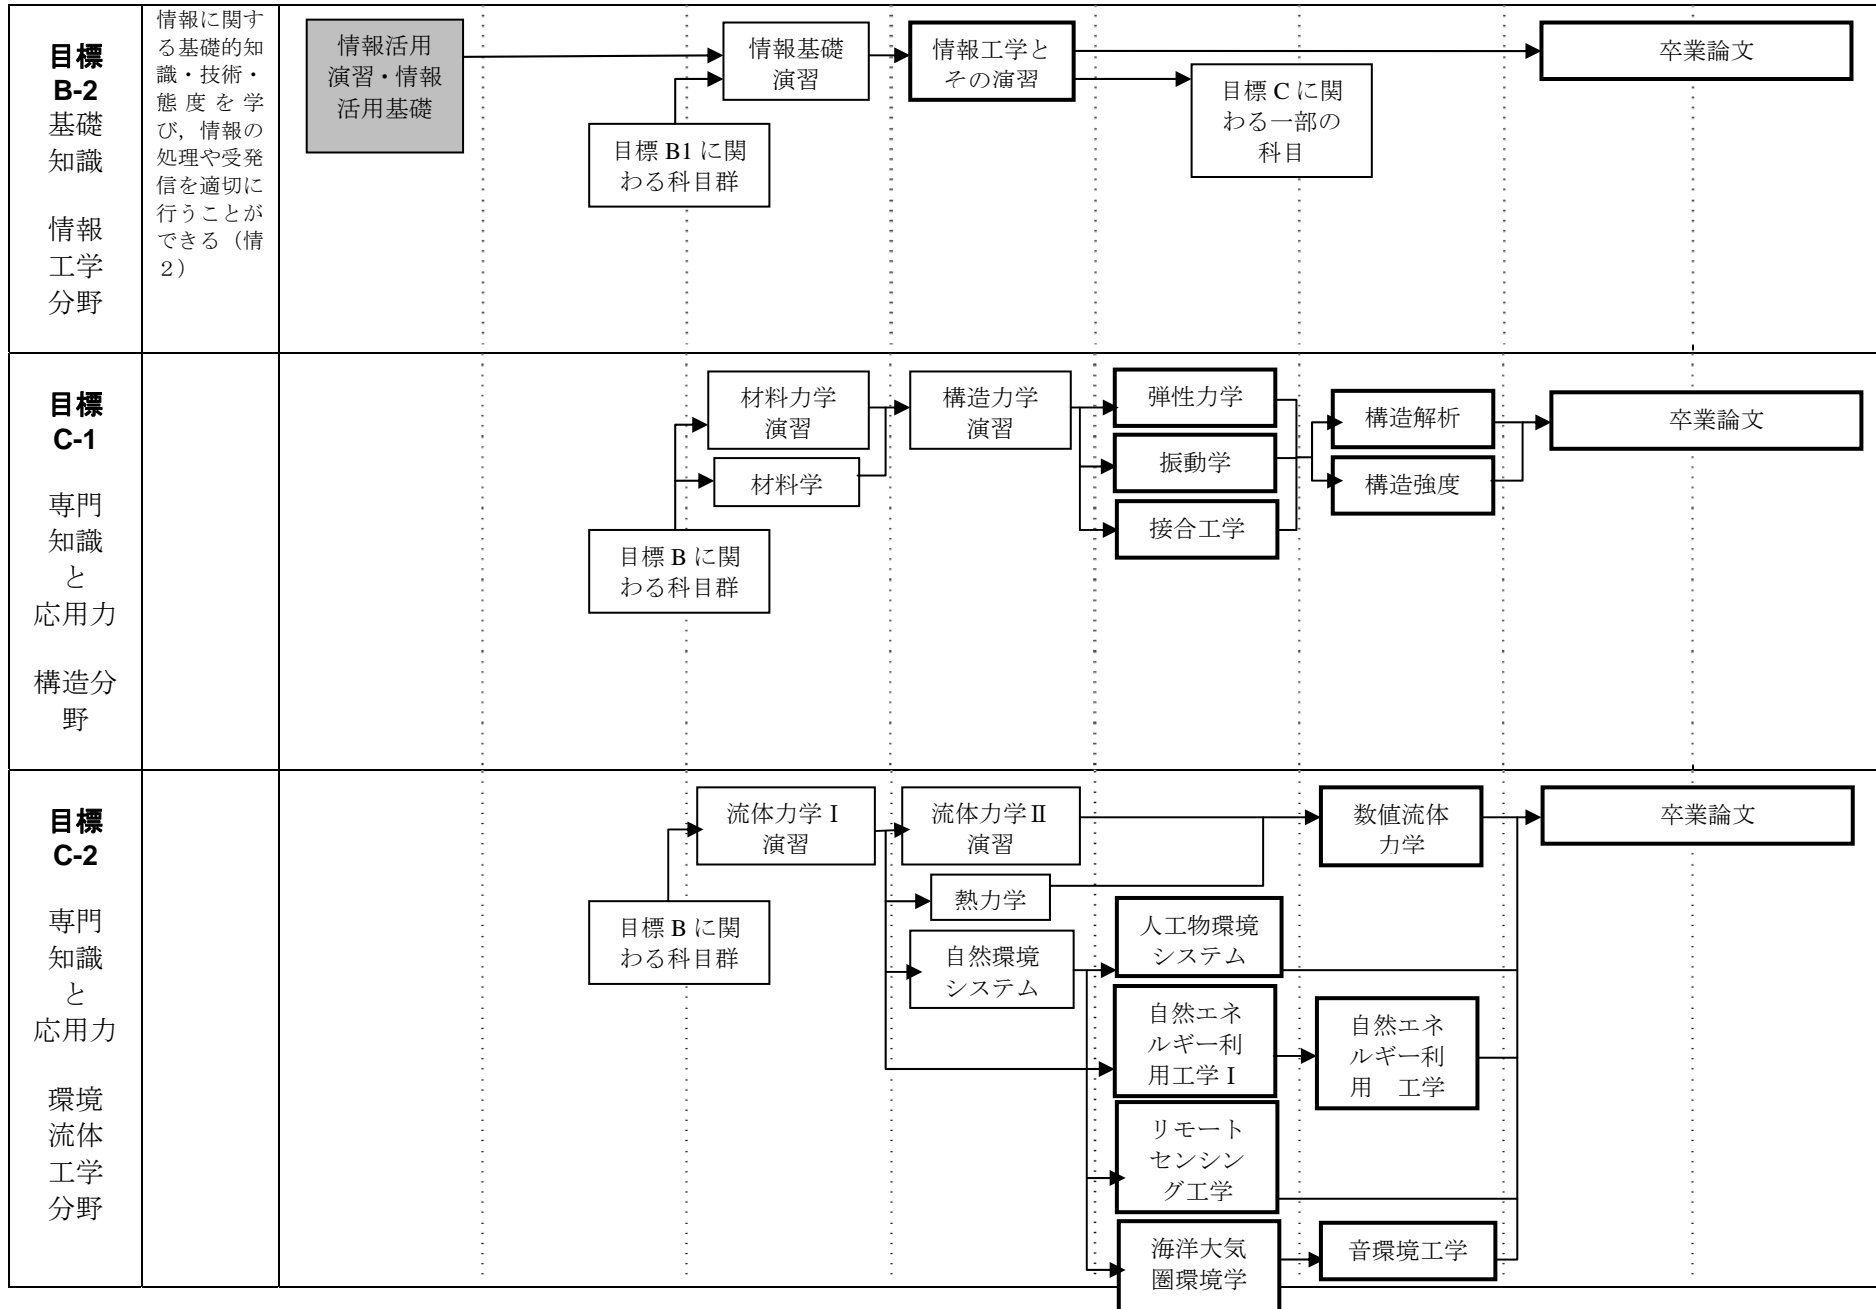 目標
B-2
基礎
知識
情報
工学
分野
情報に関す
る基礎的知
識・技術・
態度を学
び，情報の
処理や受発
信を適切に
行うことが
できる（情
２）
情報活用
演習・情報
活用基礎
目標 B1 に関
わる科目群
情報基礎
演習
情報工学と
その演習
目標 C に関
わる一部の
科目
卒業論文
目標
C-1
専門
知識
と
応用力
構造分
野
目標 B に関
わる科目群
材料力学
演習
材料学
構造力学
演習
弾性力学
振動学
接合工学
構造解析
構造強度
卒業論文
目標
C-2
専門
知識
と
応用力
環境
流体
工学
分野
目標 B に関
わる科目群
流体力学Ⅰ
演習
流体力学Ⅱ
演習
熱力学
自然環境
システム
人工物環境
システム
自然エネ
ルギー利
用工学Ⅰ
リモート
センシン
グ工学
海洋大気
圏環境学
数値流体
力学
自然エネ
ルギー利
用　工学
音環境工学
卒業論文